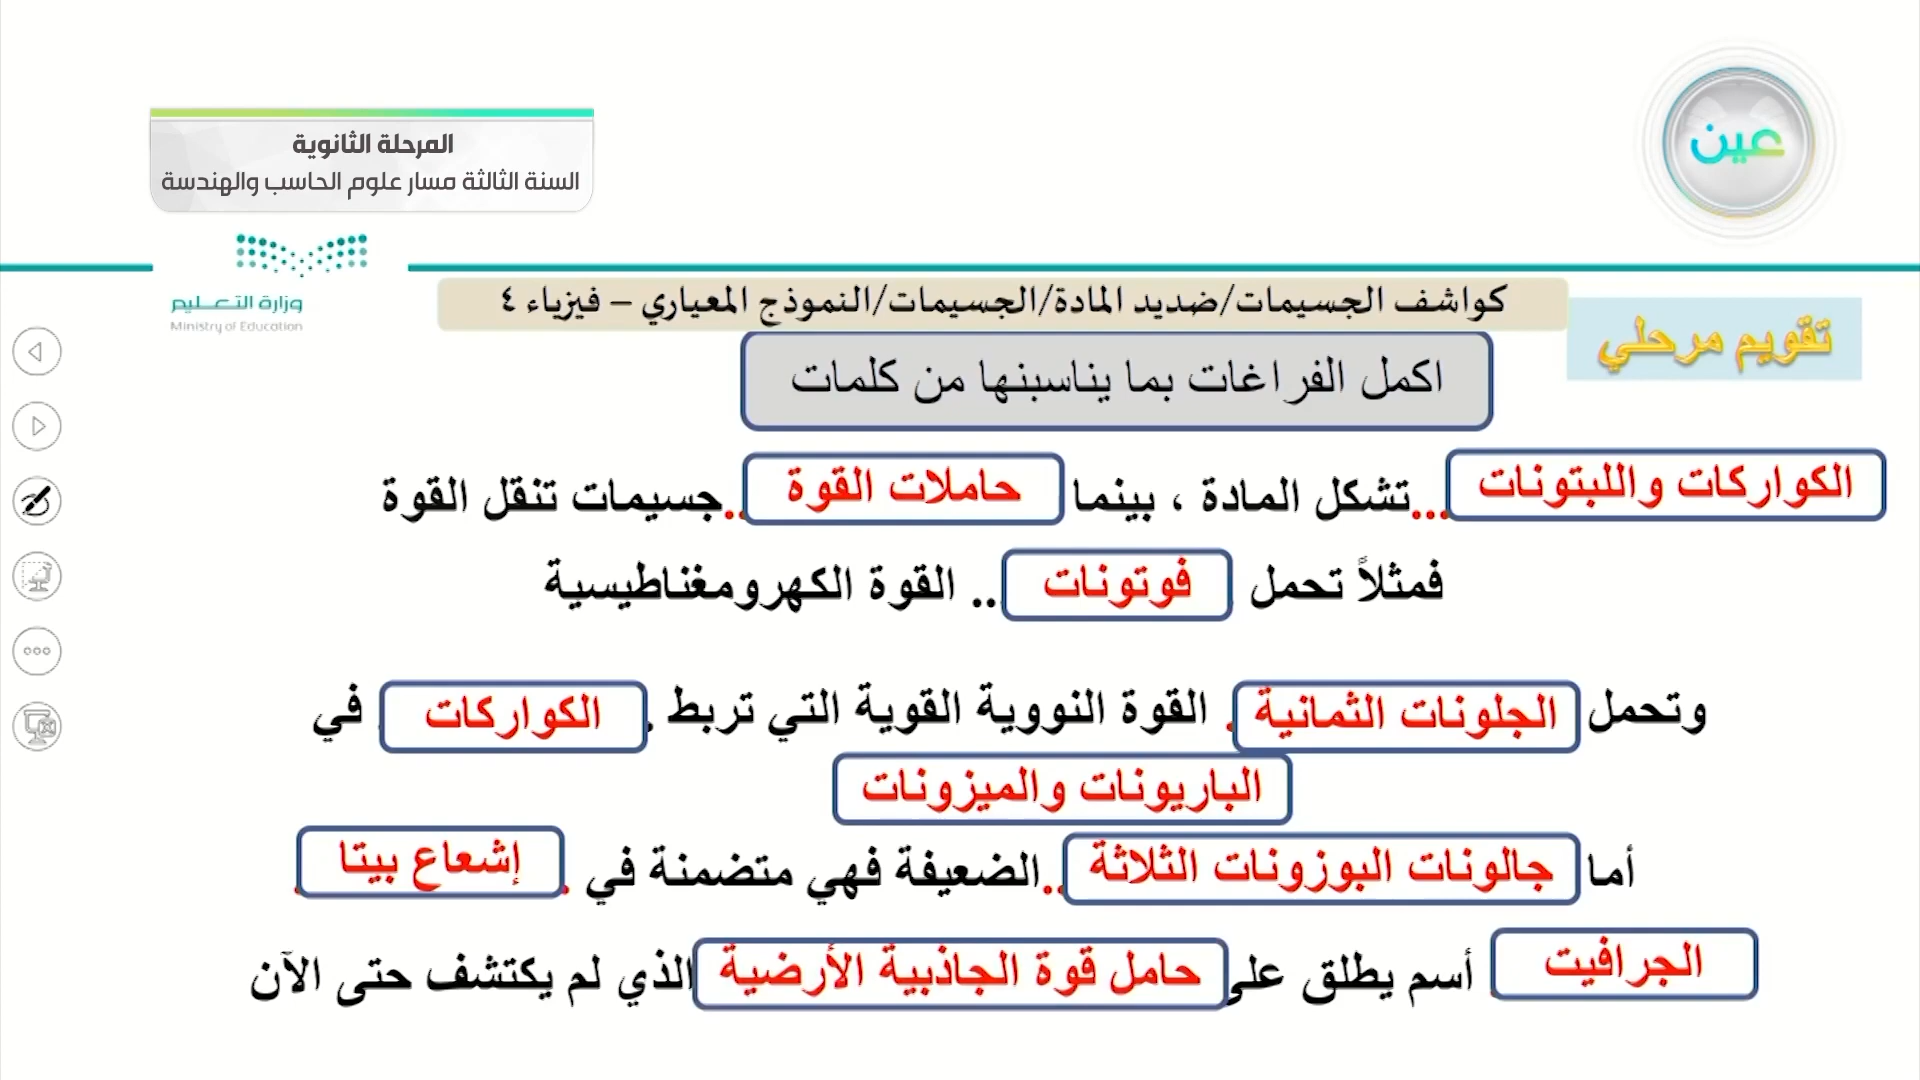 عين
المرحلة الثانوية
السنة الثالثة مسار علوم الحاسب والهندسة
وزارة التعليم
Ministry of Education
كواشف الجسيمات/ضديد المادة/الجسيمات/النموذج المعياري – فيزياء ٤
تقويم مرحلي
اكمل الفراغات بما يناسبنها من كلمات
الكواركات واللبتونات ...تشكل المادة ، بينما حاملات القوة ..جسيمات تنقل القوة
فمثلاً تحمل فوتونات .. القوة الكهرومغناطيسية
وتحمل الجلونات الثمانية . القوة النووية القوية التي تربط . الكواركات في
الباريونات والميزونات
أما جالونات البوزونات الثلاثة ..الضعيفة فهي متضمنة في . إشعاع بيتا
الجرافيت أسم يطلق على حامل قوة الجاذبية الأرضية الذي لم يكتشف حتى الآن